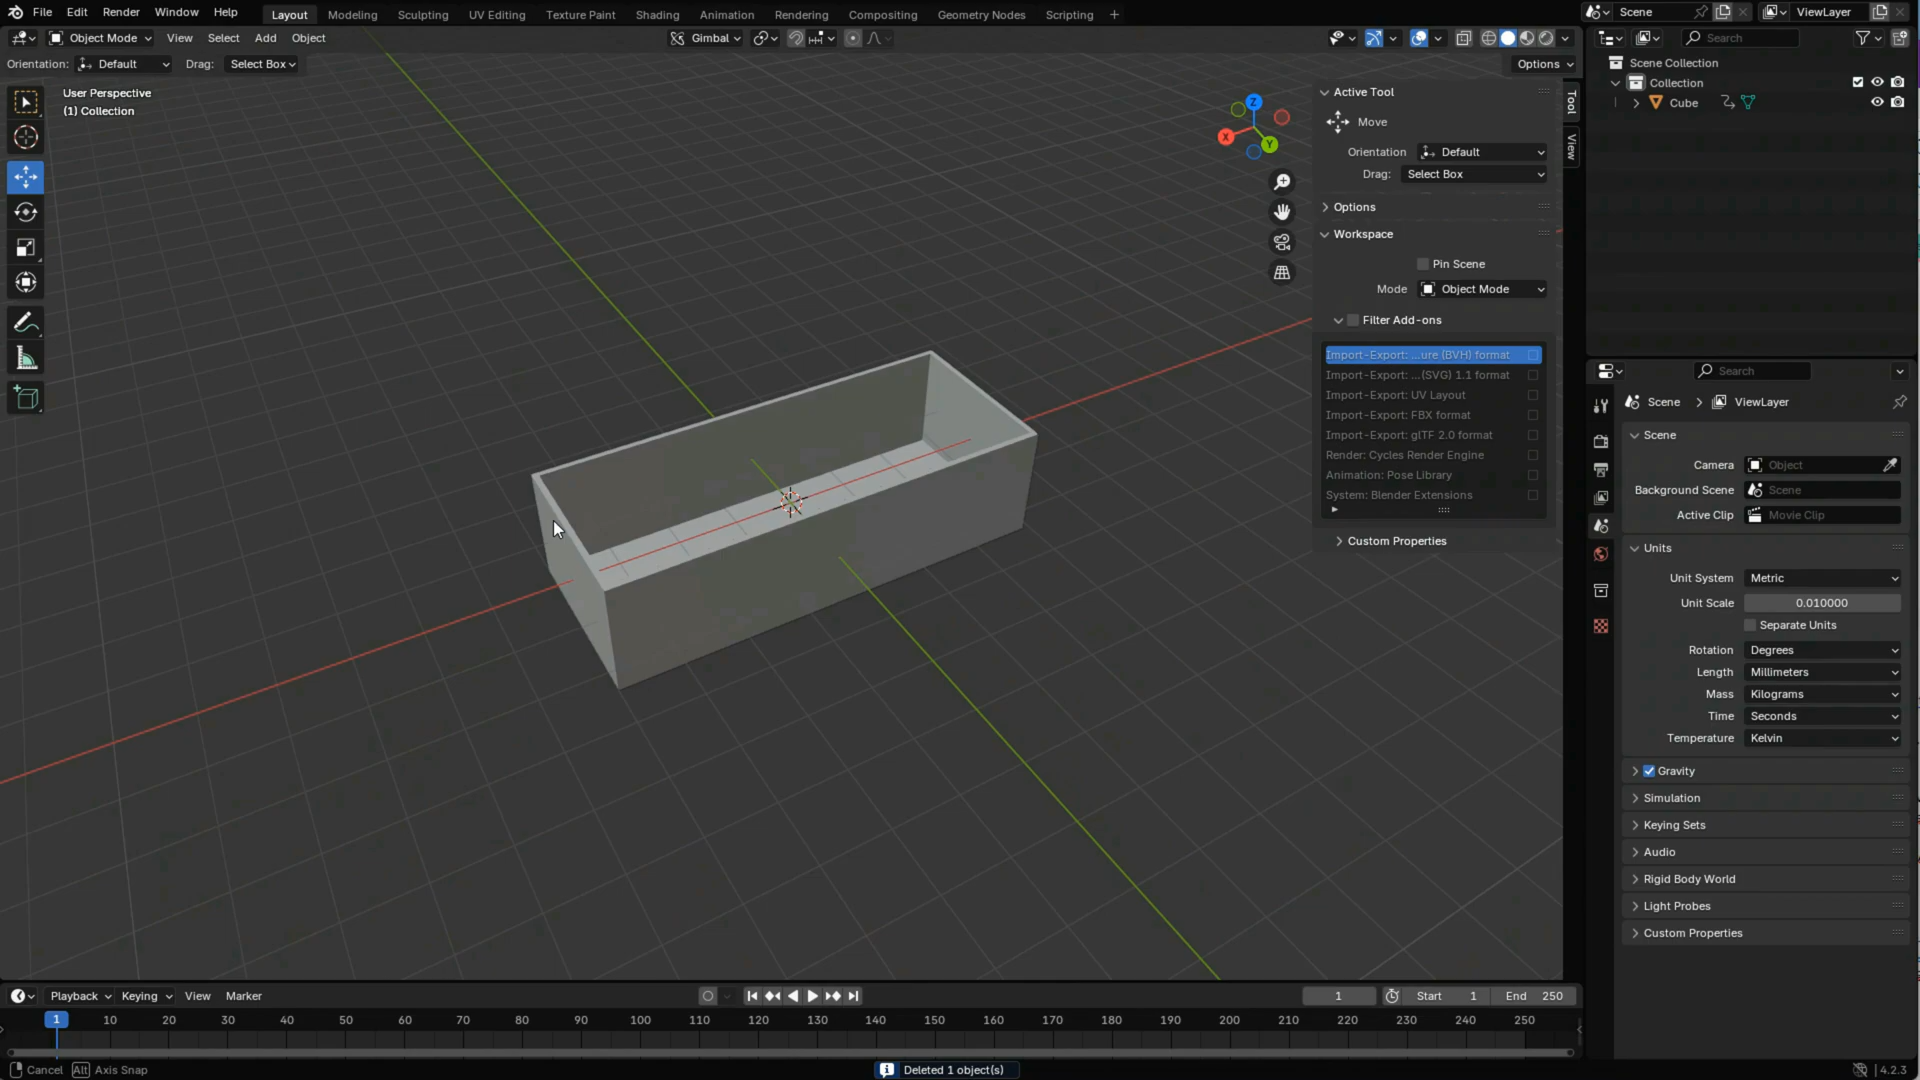 File Edit Render Window Help Layout Modeling Sculpting UV Editing Texture Paint Shading Animation Rendering Compositing Geometry Nodes Scripting + Scene ViewLayer
Object Mode View Select Add Object Gimbal Search
Orientation: Default Drag: Select Box Options
User Perspective
(1) Collection
Z
X
Y
Active Tool
Move
Orientation Default
Drag: Select Box
Options
Workspace
Pin Scene
Mode Object Mode
Filter Add-ons
Import-Export: ...ure (BVH) format
Import-Export: ...(SVG) 1.1 format
Import-Export: UV Layout
Import-Export: FBX format
Import-Export: glTF 2.0 format
Render: Cycles Render Engine
Animation: Pose Library
System: Blender Extensions
Custom Properties
Tool
View
Scene Collection
Collection
Cube
Search
Scene > ViewLayer
Scene
Camera Object
Background Scene Scene
Active Clip Movie Clip
Units
Unit System Metric
Unit Scale 0.010000
Separate Units
Rotation Degrees
Length Millimeters
Mass Kilograms
Time Seconds
Temperature Kelvin
Gravity
Simulation
Keying Sets
Audio
Rigid Body World
Light Probes
Custom Properties
Playback Keying View Marker 1 Start 1 End 250
1 10 20 30 40 50 60 70 80 90 100 110 120 130 140 150 160 170 180 190 200 210 220 230 240 250
Cancel Alt Axis Snap Deleted 1 object(s) 4.2.3